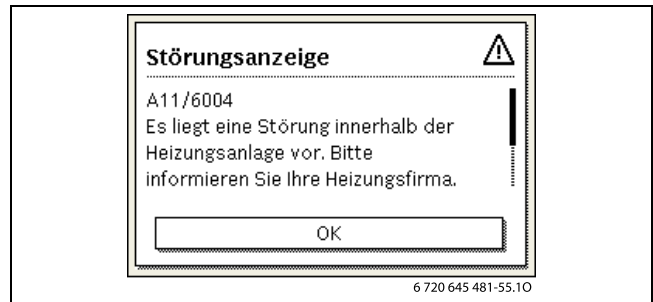 Störungsanzeige
A11/6004
Es liegt eine Störung innerhalb der
Heizungsanlage vor. Bitte
informieren Sie Ihre Heizungsfirma.
OK
6 720 645 481-55.1O